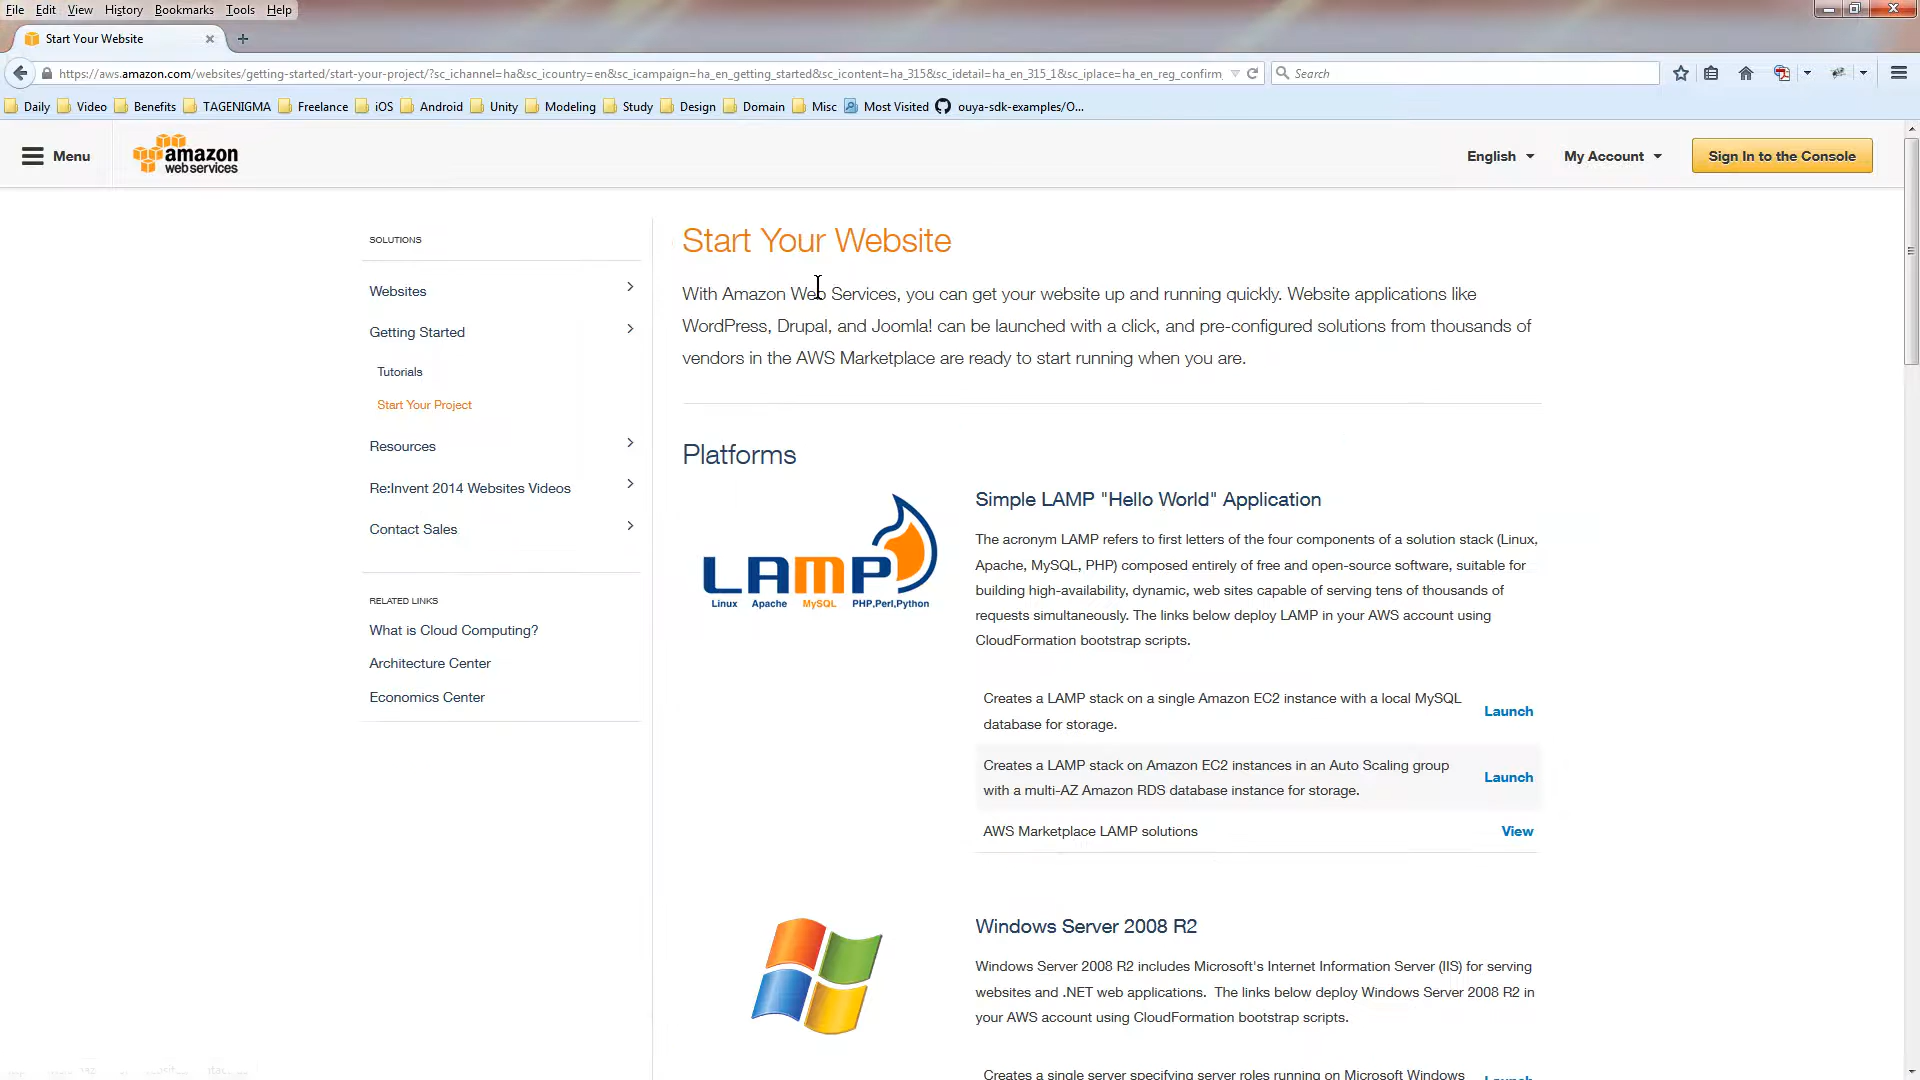 File Edit View History Bookmarks Tools Help
Start Your Website
https://aws.amazon.com/websites/getting-started/start-your-project/?sc_ichannel=ha&sc_icountry=en&sc_icampaign=ha_en_getting_started&sc_icontent=ha_315&sc_idetail=ha_en_315_1&sc_iplace=ha_en_reg_confirm
Search
Daily Video Benefits TAGENIGMA Freelance iOS Android Unity Modeling Study Design Domain Misc Most Visited ouya-sdk-examples/O...
Menu
amazon
webservices
English
My Account
Sign In to the Console
SOLUTIONS
Websites
Getting Started
Tutorials
Start Your Project
Resources
Re:Invent 2014 Websites Videos
Contact Sales
RELATED LINKS
What is Cloud Computing?
Architecture Center
Economics Center
Start Your Website
With Amazon Web Services, you can get your website up and running quickly. Website applications like
WordPress, Drupal, and Joomla! can be launched with a click, and pre-configured solutions from thousands of
vendors in the AWS Marketplace are ready to start running when you are.
Platforms
LAMP
Linux Apache MySQL PHP,Perl,Python
Simple LAMP "Hello World" Application
The acronym LAMP refers to first letters of the four components of a solution stack (Linux,
Apache, MySQL, PHP) composed entirely of free and open-source software, suitable for
building high-availability, dynamic, web sites capable of serving tens of thousands of
requests simultaneously. The links below deploy LAMP in your AWS account using
CloudFormation bootstrap scripts.
Creates a LAMP stack on a single Amazon EC2 instance with a local MySQL
database for storage.
Launch
Creates a LAMP stack on Amazon EC2 instances in an Auto Scaling group
with a multi-AZ Amazon RDS database instance for storage.
Launch
AWS Marketplace LAMP solutions
View
Windows Server 2008 R2
Windows Server 2008 R2 includes Microsoft's Internet Information Server (IIS) for serving
websites and .NET web applications. The links below deploy Windows Server 2008 R2 in
your AWS account using CloudFormation bootstrap scripts.
Creates a single server specifying server roles running on Microsoft Windows
Launch